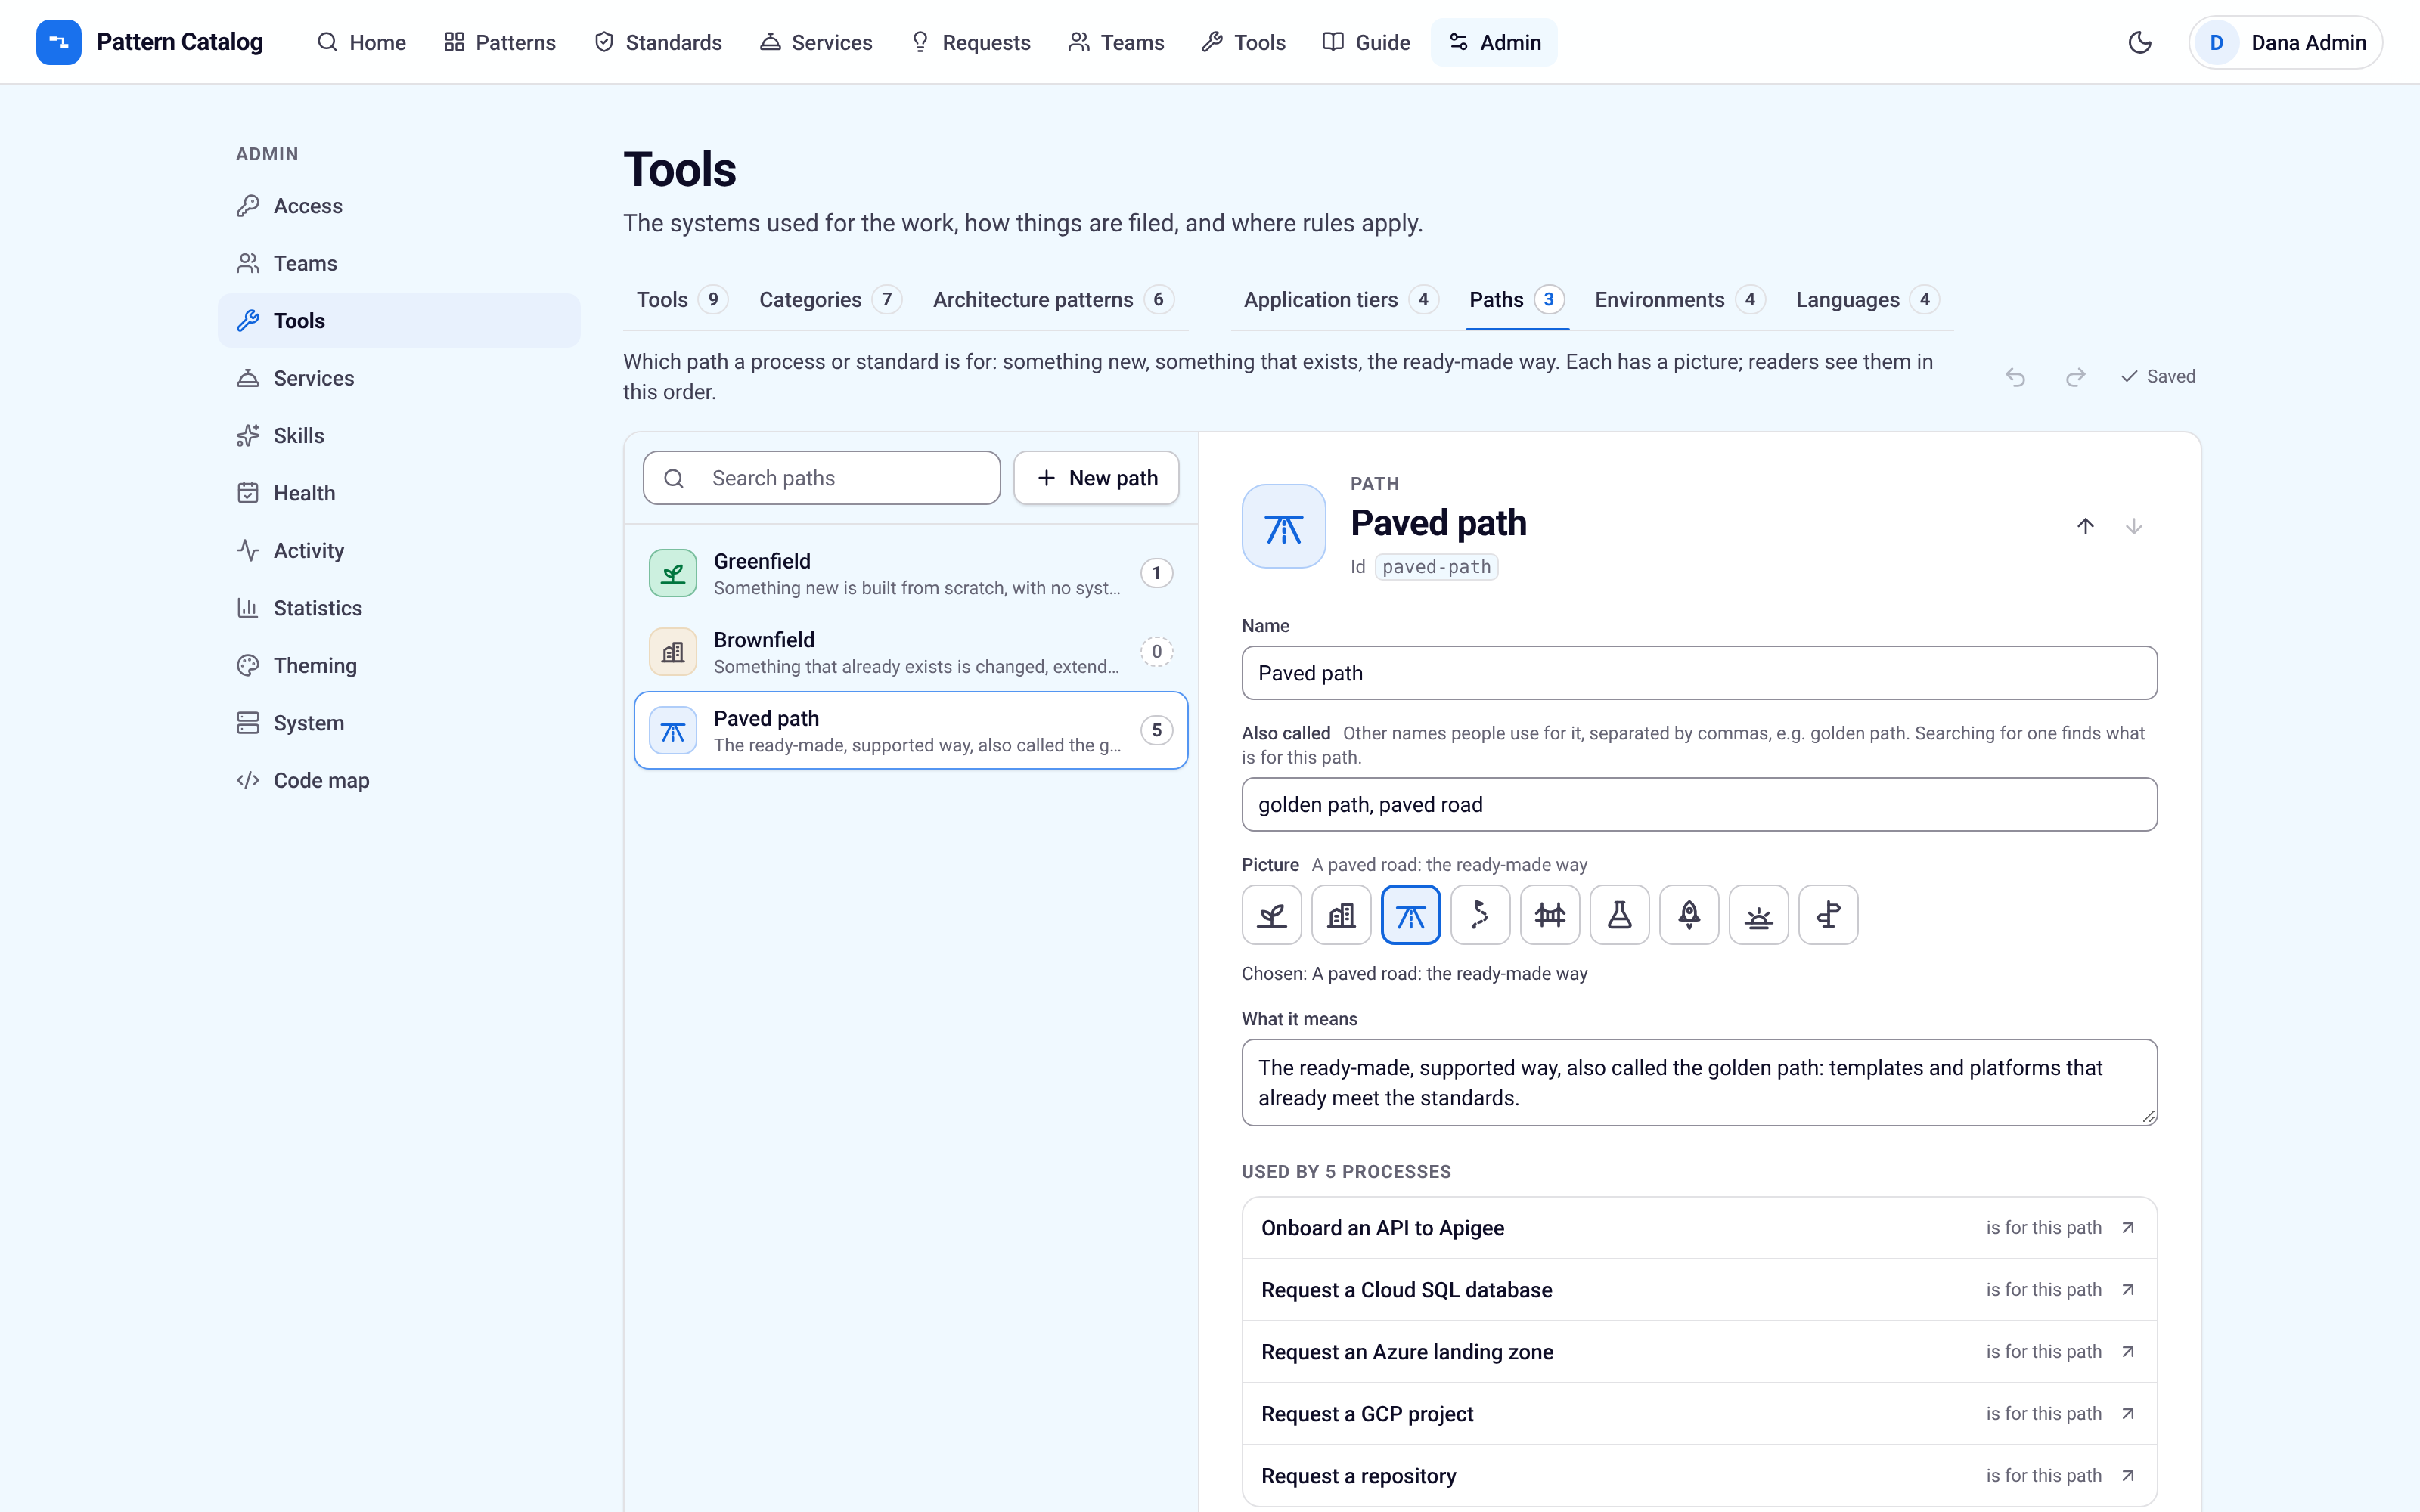 Pattern Catalog
Home
Patterns
Standards
Services
Requests
Teams
Tools
Guide
Admin
D
Dana Admin
ADMIN
Access
Teams
Tools
Services
Skills
Health
Activity
Statistics
Theming
System
Code map
Tools
The systems used for the work, how things are filed, and where rules apply.
Tools 9
Categories 7
Architecture patterns 6
Application tiers 4
Paths 3
Environments 4
Languages 4
Which path a process or standard is for: something new, something that exists, the ready-made way. Each has a picture; readers see them in
this order.
Saved
Search paths
New path
Greenfield
Something new is built from scratch, with no syst...
1
Brownfield
Something that already exists is changed, extend...
0
Paved path
The ready-made, supported way, also called the g...
5
PATH
Paved path
Id paved-path
Name
Paved path
Also called Other names people use for it, separated by commas, e.g. golden path. Searching for one finds what
is for this path.
golden path, paved road
Picture A paved road: the ready-made way
Chosen: A paved road: the ready-made way
What it means
The ready-made, supported way, also called the golden path: templates and platforms that
already meet the standards.
USED BY 5 PROCESSES
Onboard an API to Apigee is for this path
Request a Cloud SQL database is for this path
Request an Azure landing zone is for this path
Request a GCP project is for this path
Request a repository is for this path